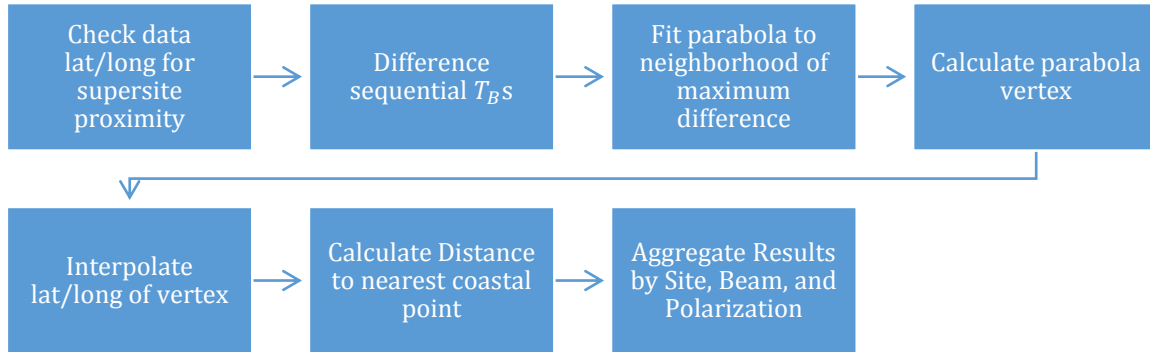 Check data
lat/long for
supersite
proximity
Difference
sequential T_Bs
Fit parabola to
neighborhood of
maximum
difference
Calculate parabola
vertex
Interpolate
lat/long of vertex
Calculate Distance
to nearest coastal
point
Aggregate Results
by Site, Beam, and
Polarization